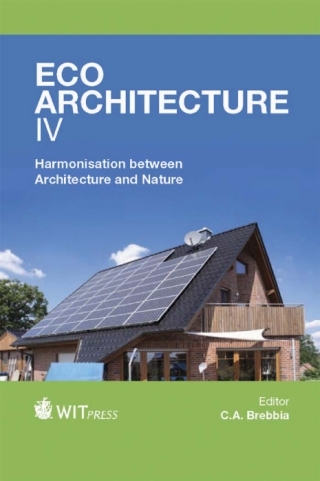 ECO
ARCHITECTURE
IV
Harmonisation between
Architecture and Nature
WITPRESS
Editor
C.A. Brebbia